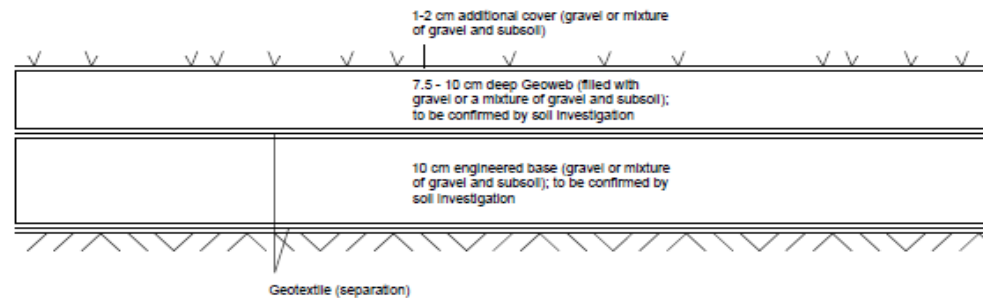 1-2 cm additional cover (gravel or mixture
of gravel and subsoil)
7.5 - 10 cm deep Geoweb (filled with
gravel or a mixture of gravel and subsoil);
to be confirmed by soil investigation
10 cm engineered base (gravel or mixture
of gravel and subsoil); to be confirmed by
soil investigation
Geotextile (separation)